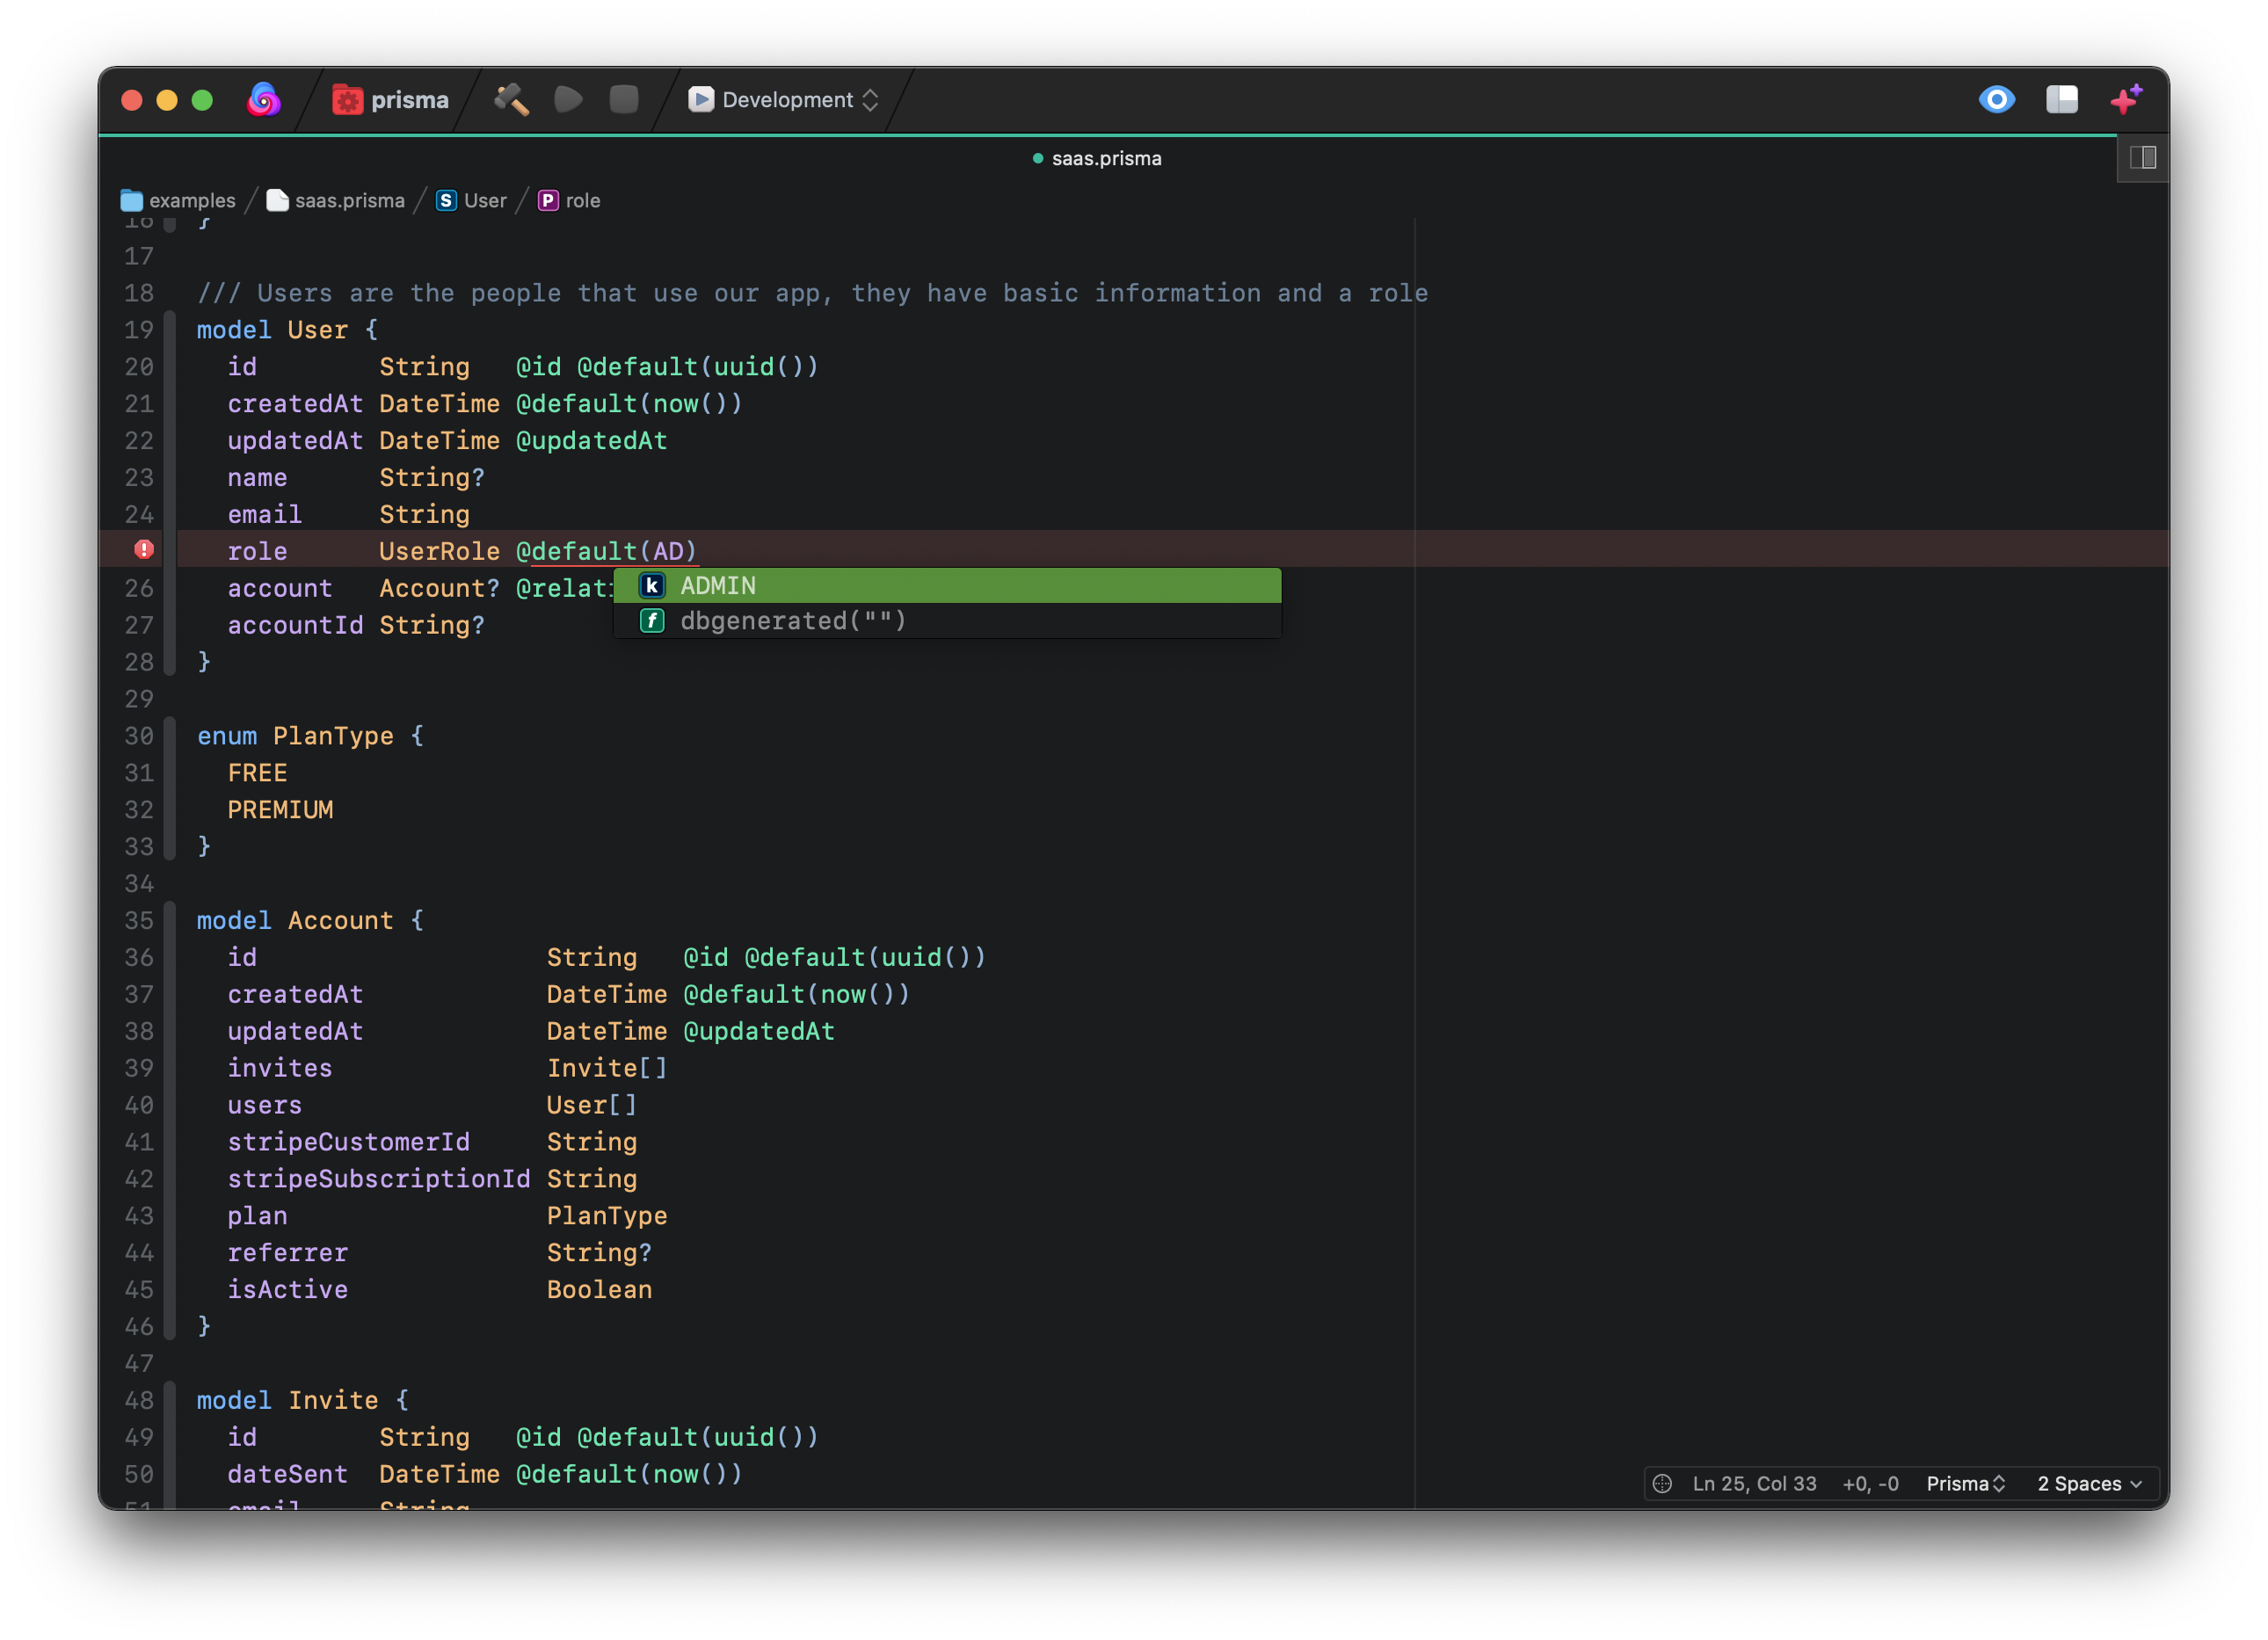 prisma
Development
saas.prisma
examples saas.prisma S User P role
16 }
17
18 /// Users are the people that use our app, they have basic information and a role
19 model User {
20 id String @id @default(uuid())
21 createdAt DateTime @default(now())
22 updatedAt DateTime @updatedAt
23 name String?
24 email String
role UserRole @default(AD)
26 account Account? @relati
k ADMIN
27 accountId String?
f dbgenerated("")
28 }
29
30 enum PlanType {
31 FREE
32 PREMIUM
33 }
34
35 model Account {
36 id String @id @default(uuid())
37 createdAt DateTime @default(now())
38 updatedAt DateTime @updatedAt
39 invites Invite[]
40 users User[]
41 stripeCustomerId String
42 stripeSubscriptionId String
43 plan PlanType
44 referrer String?
45 isActive Boolean
46 }
47
48 model Invite {
49 id String @id @default(uuid())
50 dateSent DateTime @default(now())
51 email String
Ln 25, Col 33 +0, -0 Prisma 2 Spaces